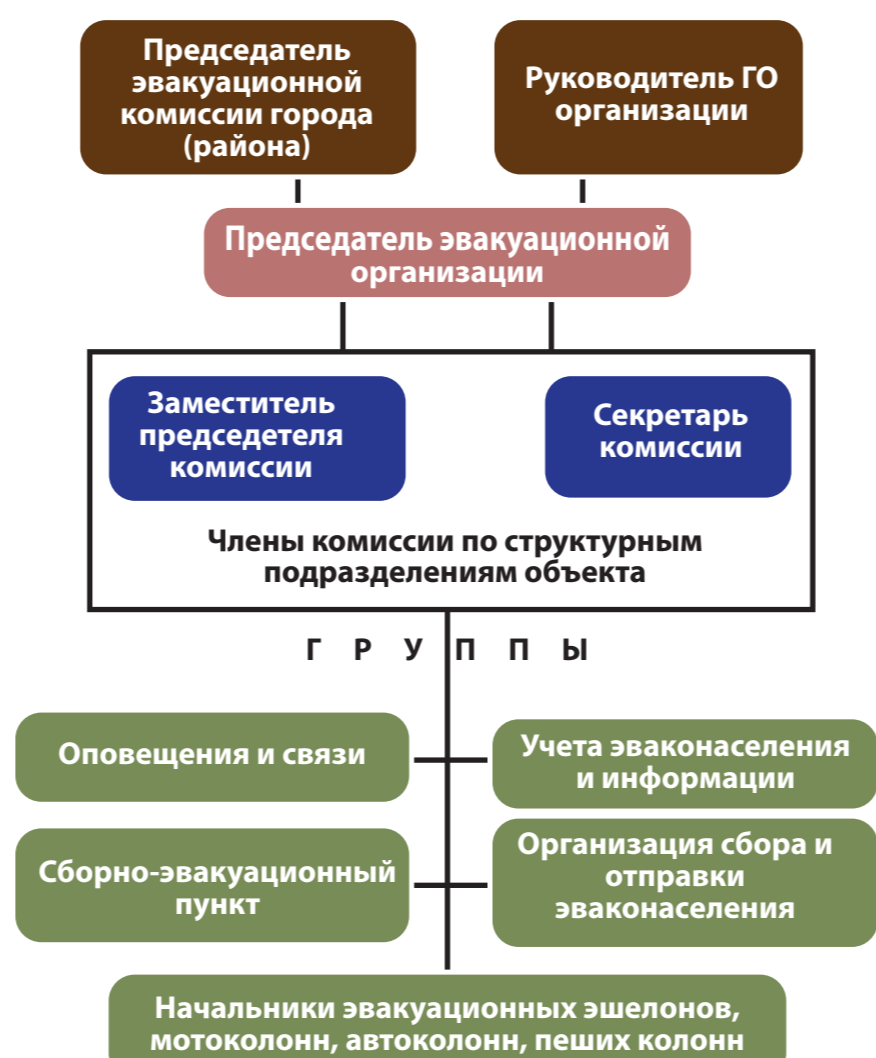 Председатель
эвакуационной
комиссии города
(района)
Руководитель ГО
организации
Председатель эвакуационной
организации
Заместитель
председетеля
комиссии
Секретарь
комиссии
Члены комиссии по структурным
подразделениям объекта
Г Р У П П Ы
Оповещения и связи
Учета эваконаселения
и информации
Сборно-эвакуационный
пункт
Организация сбора и
отправки
эваконаселения
Начальники эвакуационных эшелонов,
мотоколонн, автоколонн, пеших колонн